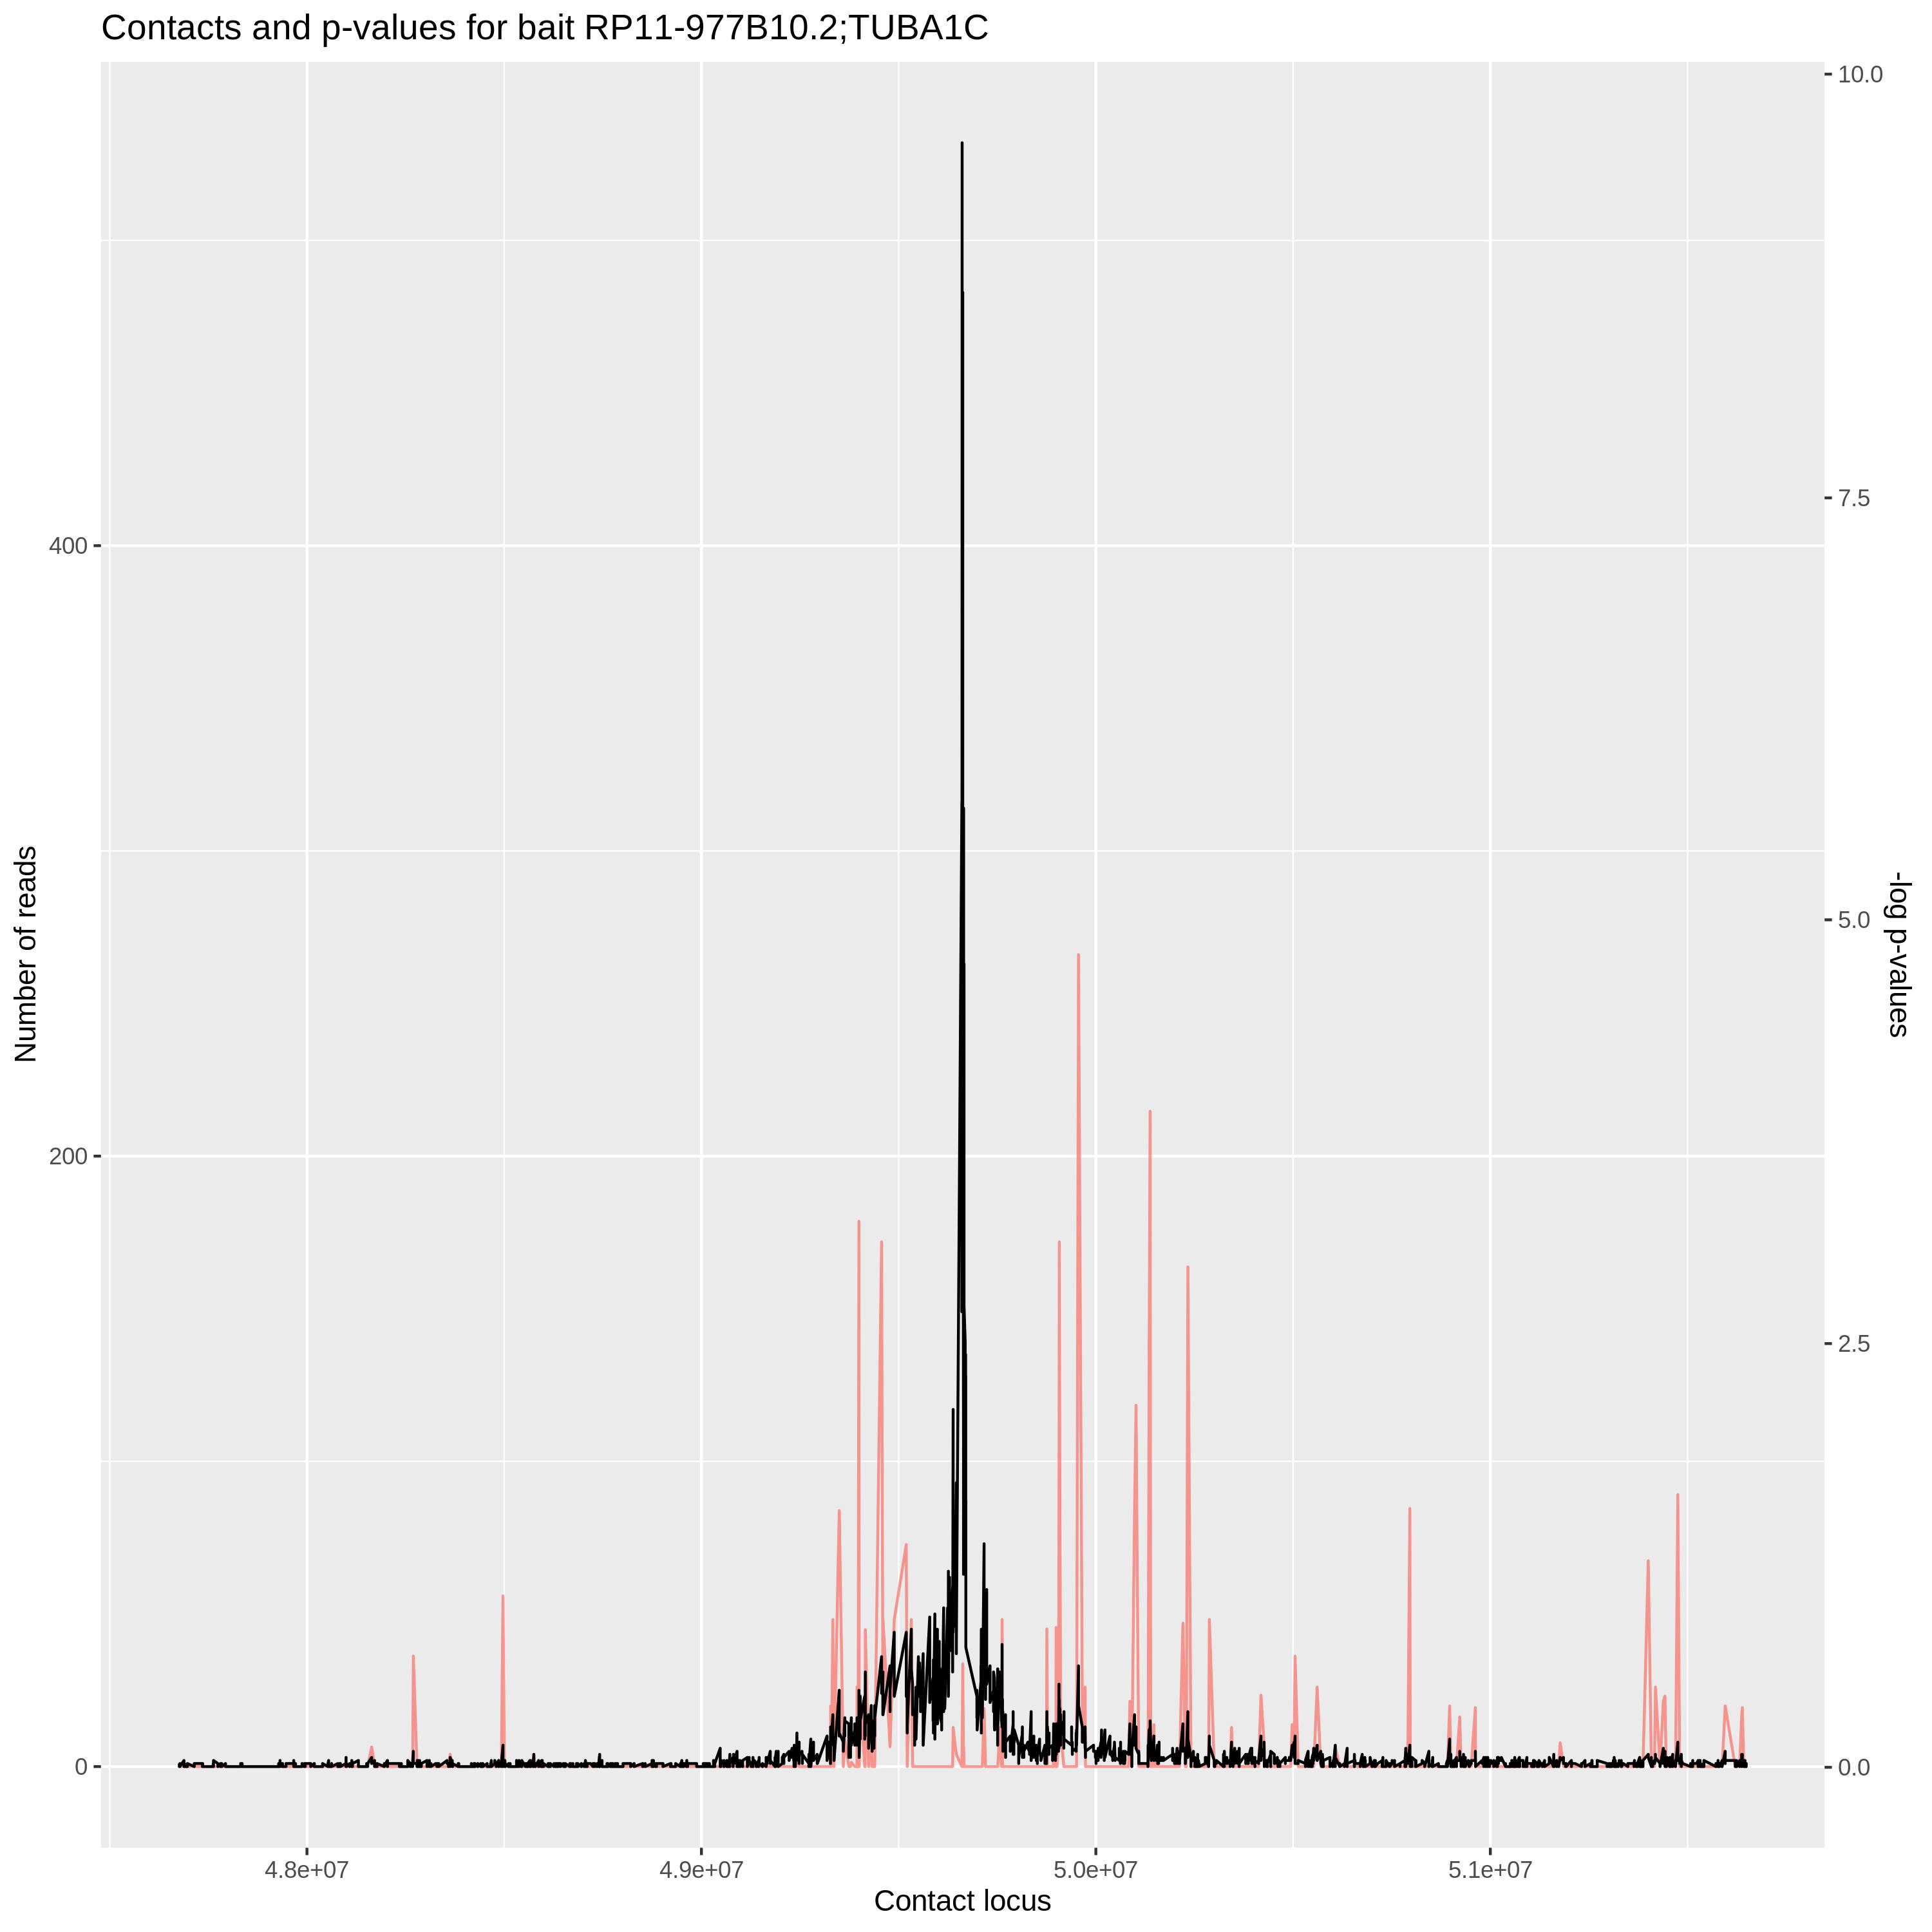 Contacts and p-values for bait RP11-977B10.2;TUBA1C
10.0
7.5
5.0
2.5
0.0
-log p-values
400
200
0
Number of reads
4.8e+07
4.9e+07
5.0e+07
5.1e+07
Contact locus